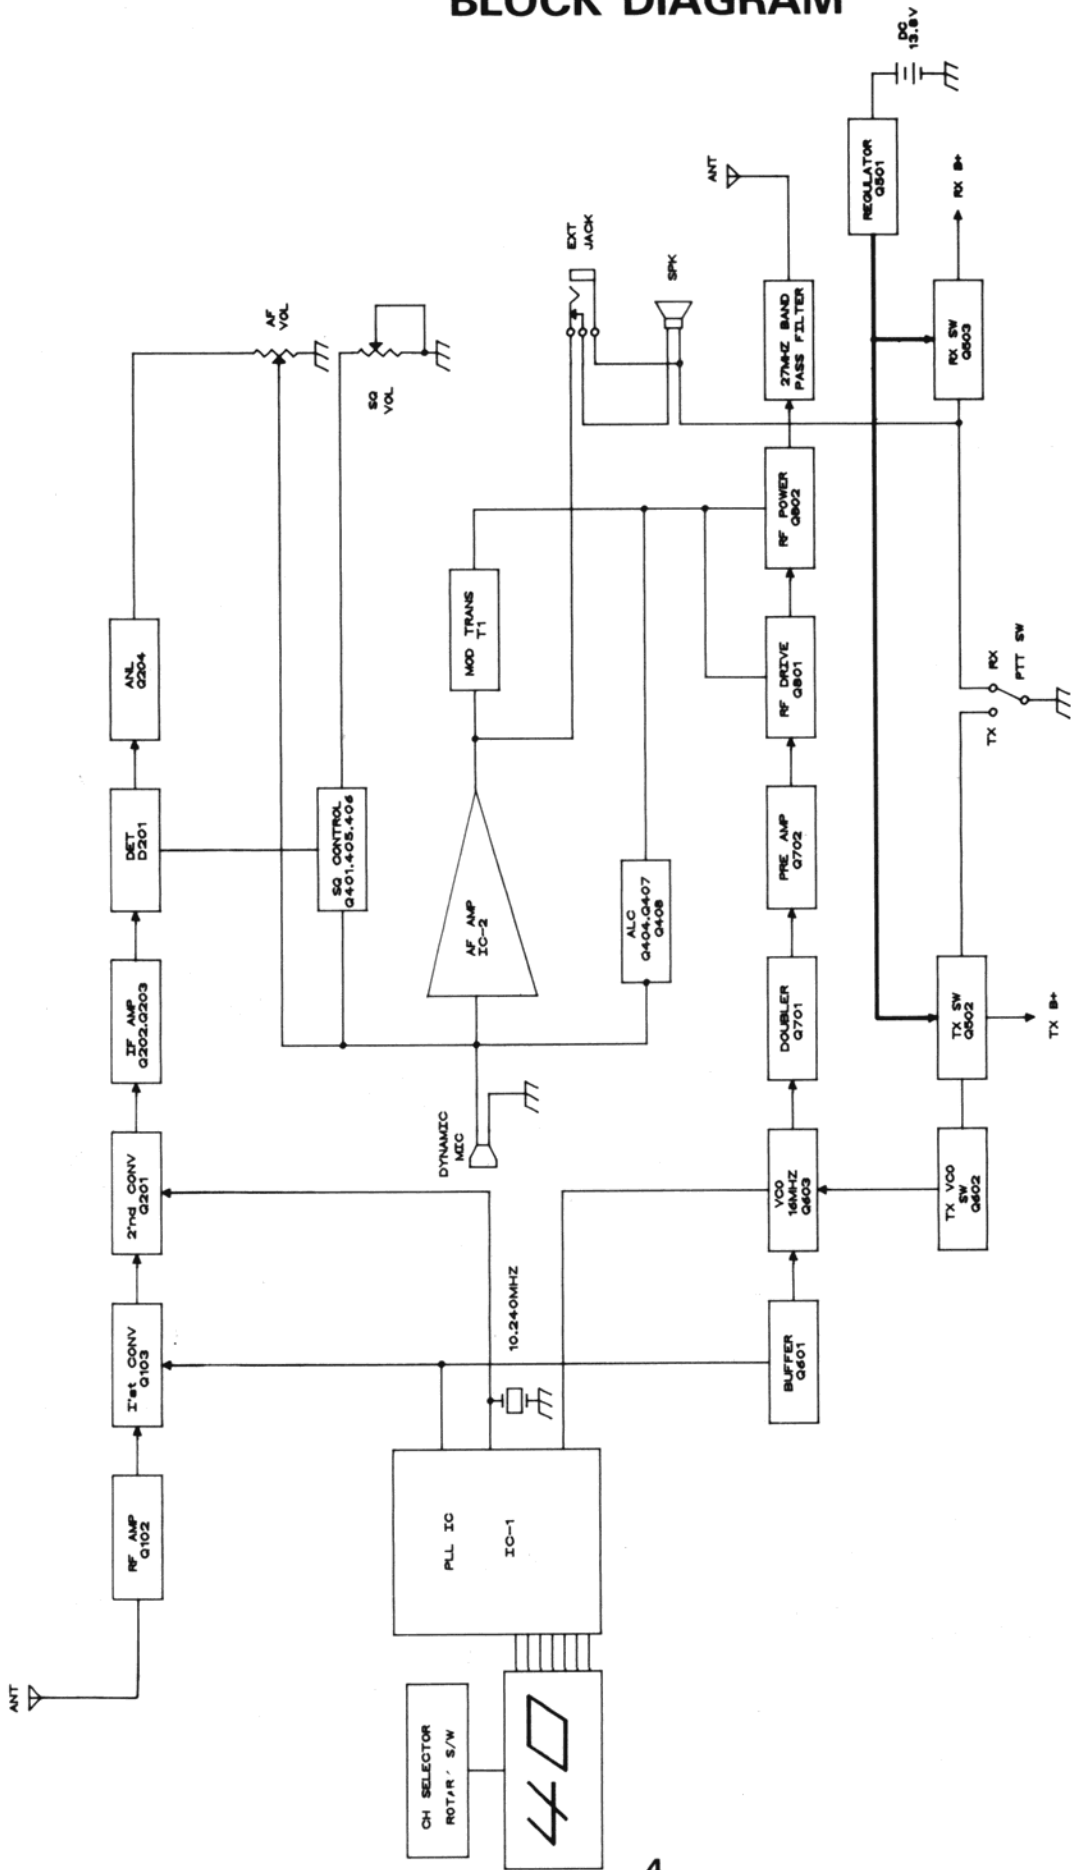 BLOCK DIAGRAM
ANT
RF AMP
Q102
I'st CONV
Q103
2'nd CONV
Q201
IF AMP
Q202.Q203
DET
D201
ANL
Q204
AF
VOL
SQ
VOL
SQ CONTROL
Q401.405.406
AF AMP
IC-2
MOD TRANS
T1
EXT
JACK
SPK
DYNAMIC
MIC
ALC
Q404.Q407
Q408
CH SELECTOR
S/W
40
PLL IC
IC-1
10.240MHZ
BUFFER
Q601
VCO
16MHZ
Q603
DOUBLER
Q701
PRE AMP
Q702
RF DRIVE
Q801
RF POWER
Q802
27MHZ BAND
PASS FILTER
ANT
TX VCO
SW
Q602
TX SW
Q502
TX B+
TX
RX
PTT SW
RX SW
Q503
RX B+
REGULATOR
Q501
DC
13.8V
4